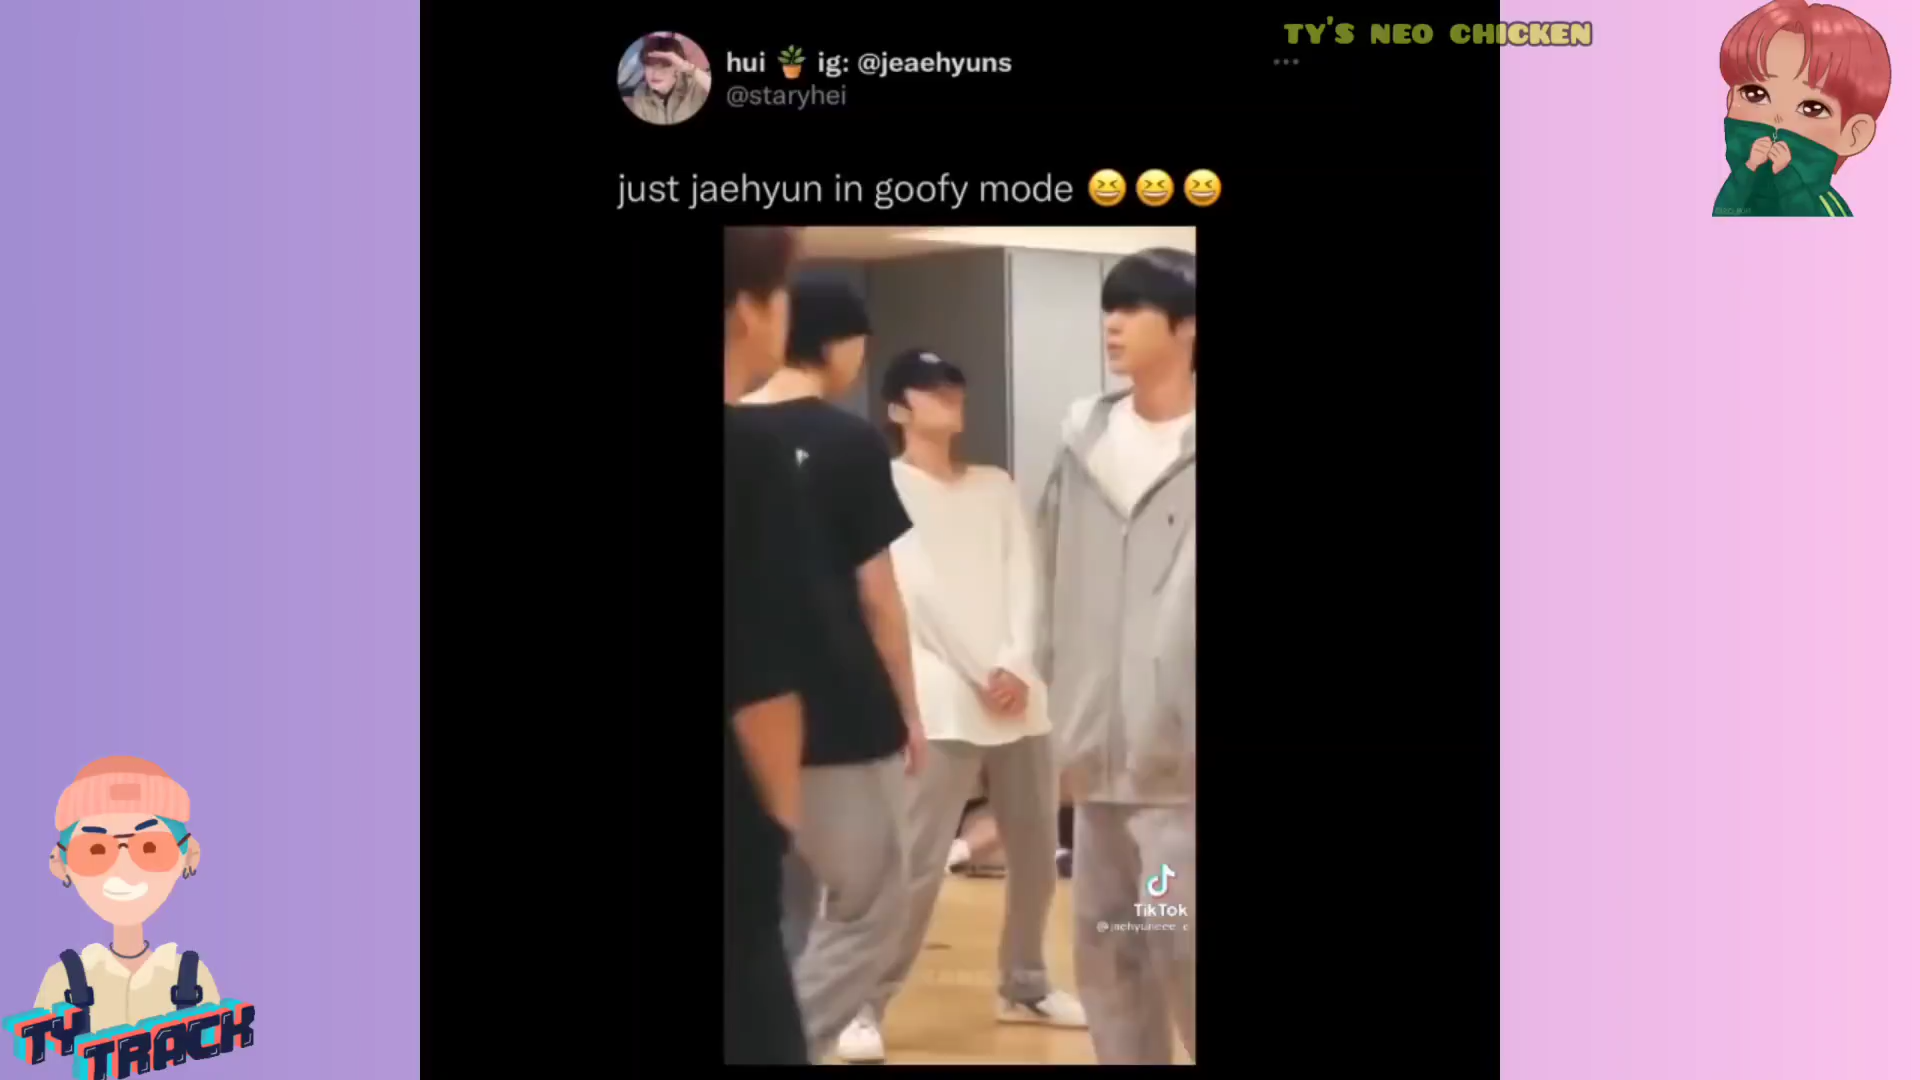 TY'S NEO CHICKEN
hui 🪴 ig: @jeaehyuns
@staryhei
just jaehyun in goofy mode 😆😆😆
TikTok
TY
TRACK